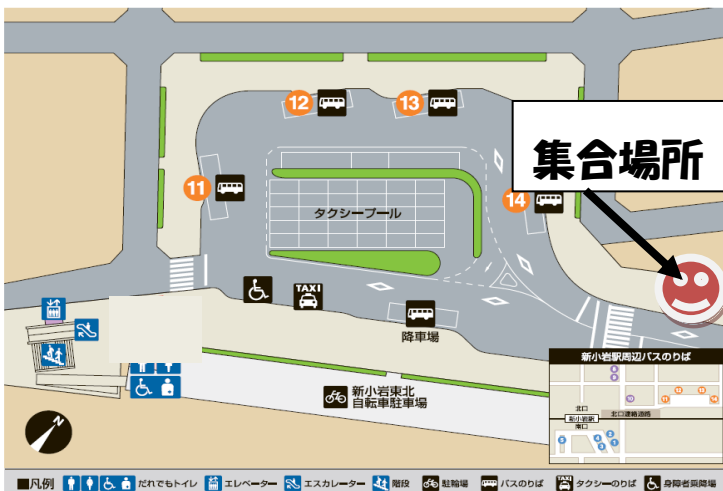 12
13
集合場所
11
14
タクシープール
TAXI
降車場
新小岩東北
自転車駐車場
N
新小岩駅周辺バスのりば
北口
北口連絡通路
新小岩駅
南口
■凡例 だれでもトイレ エレベーター エスカレーター 階段 駐輪場 バスのりば TAXI タクシーのりば 身障者乗降場